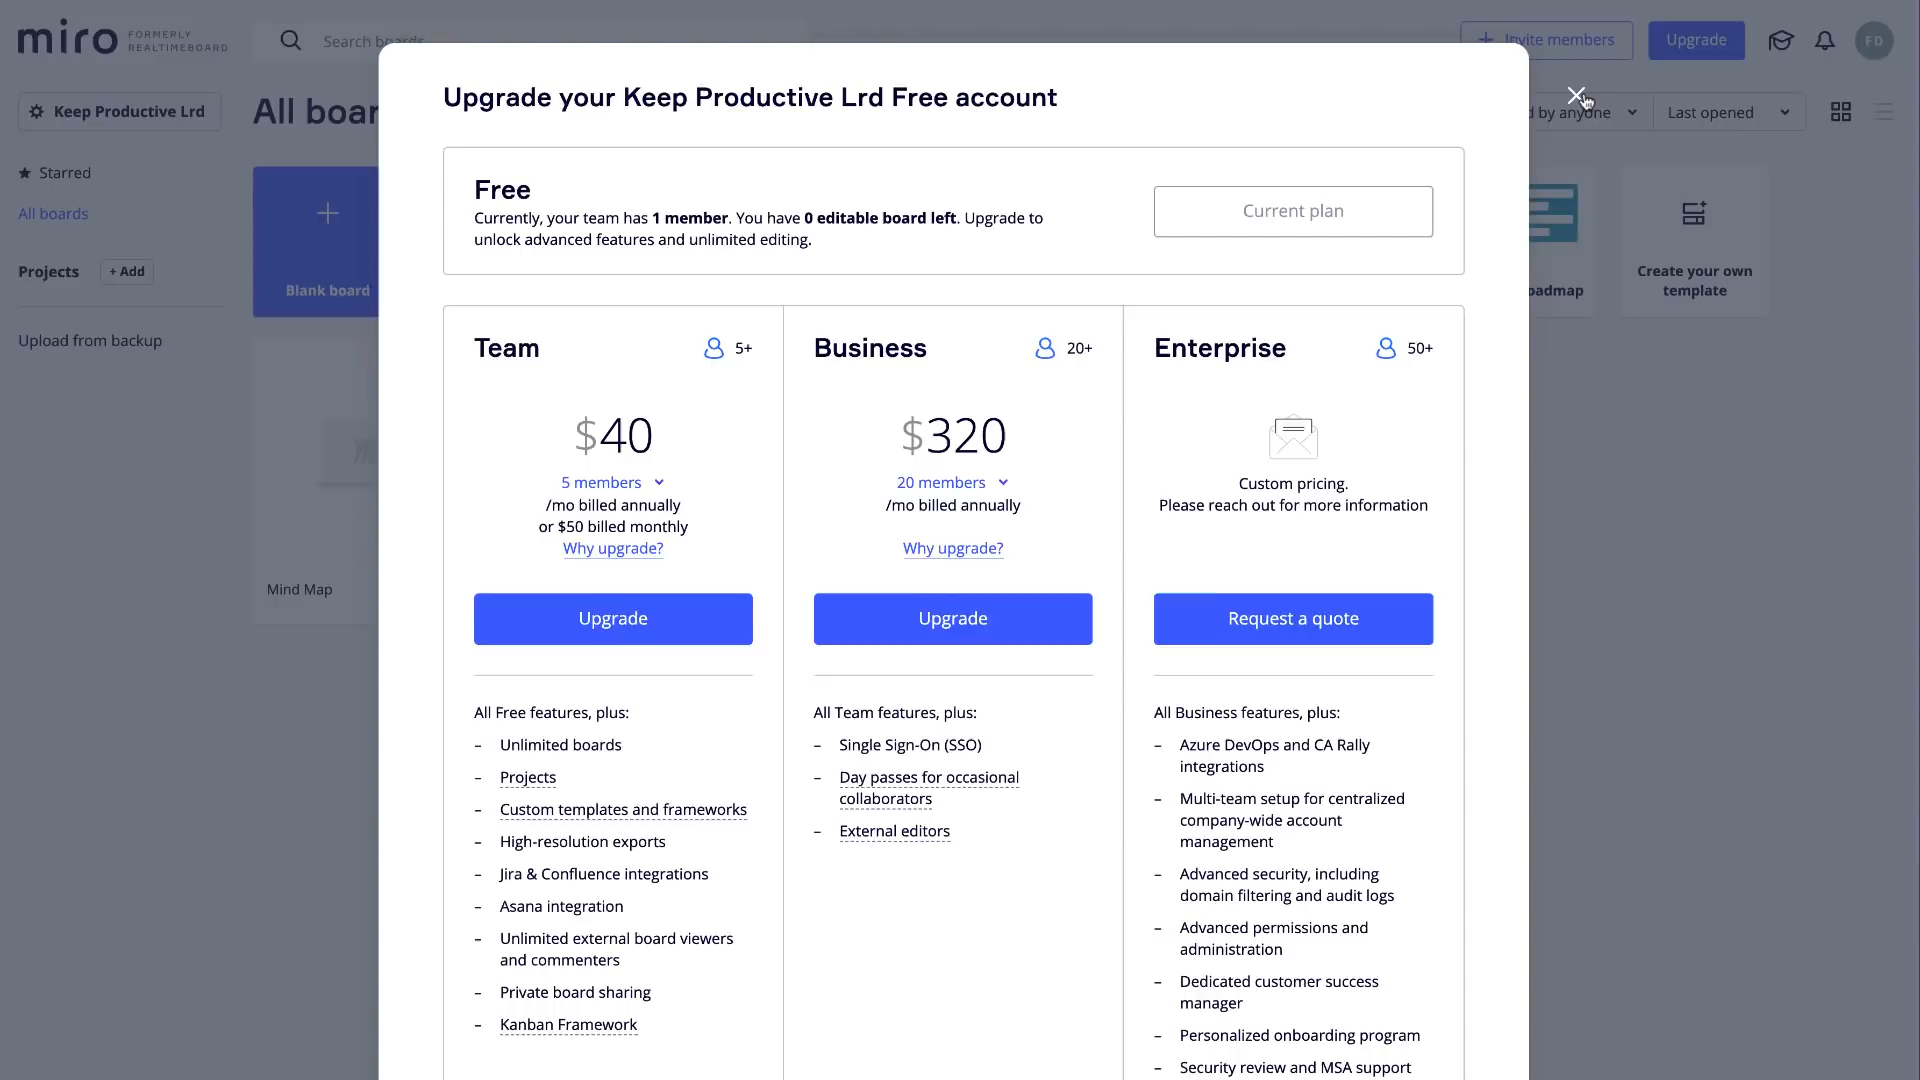 miro FORMERLY
REALTIMEBOARD
Search boards
Invite members
Upgrade
FD
Keep Productive Lrd
All boar
d by anyone
Last opened
Starred
All boards
Projects
+ Add
Upload from backup
Blank board
oadmap
Create your own
template
Mind Map
Upgrade your Keep Productive Lrd Free account
Free
Currently, your team has 1 member. You have 0 editable board left. Upgrade to
unlock advanced features and unlimited editing.
Current plan
Team
5+
$40
5 members
/mo billed annually
or $50 billed monthly
Why upgrade?
Upgrade
All Free features, plus:
– Unlimited boards
– Projects
– Custom templates and frameworks
– High-resolution exports
– Jira & Confluence integrations
– Asana integration
– Unlimited external board viewers
and commenters
– Private board sharing
– Kanban Framework
Business
20+
$320
20 members
/mo billed annually
Why upgrade?
Upgrade
All Team features, plus:
– Single Sign-On (SSO)
– Day passes for occasional
collaborators
– External editors
Enterprise
50+
Custom pricing.
Please reach out for more information
Request a quote
All Business features, plus:
– Azure DevOps and CA Rally
integrations
– Multi-team setup for centralized
company-wide account
management
– Advanced security, including
domain filtering and audit logs
– Advanced permissions and
administration
– Dedicated customer success
manager
– Personalized onboarding program
– Security review and MSA support